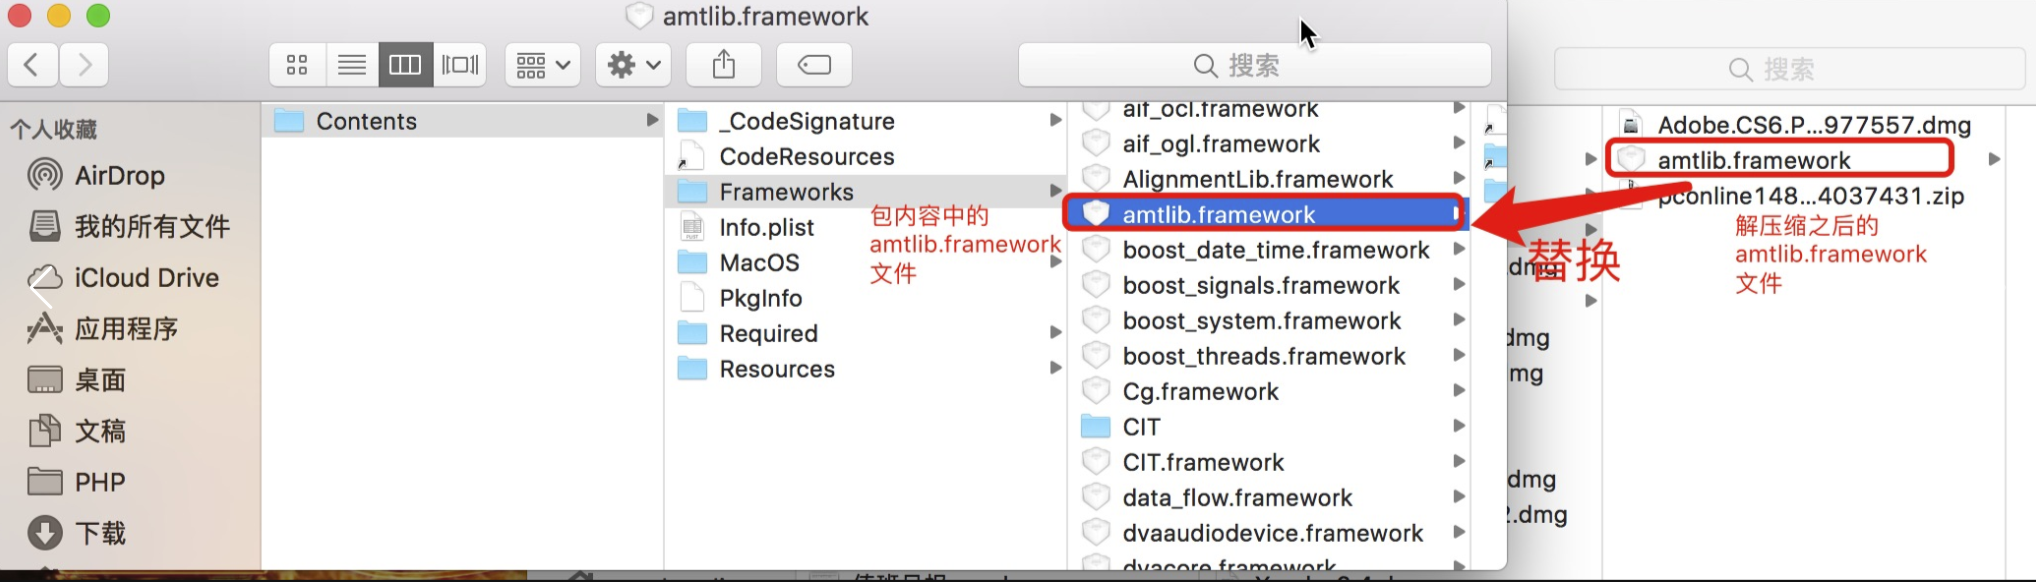 amtlib.framework
搜索
搜索
个人收藏
AirDrop
我的所有文件
iCloud Drive
应用程序
桌面
文稿
PHP
下载
Contents
_CodeSignature
CodeResources
Frameworks
Info.plist
MacOS
PkgInfo
Required
Resources
包内容中的
amtlib.framework
文件
aif_ocl.framework
aif_ogl.framework
AlignmentLib.framework
amtlib.framework
boost_date_time.framework
boost_signals.framework
boost_system.framework
boost_threads.framework
Cg.framework
CIT
CIT.framework
data_flow.framework
dvaaudiodevice.framework
dvacore.framework
替换
dmg
dmg
mg
dmg
2.dmg
Adobe.CS6.P...977557.dmg
amtlib.framework
pconline148...4037431.zip
解压缩之后的
amtlib.framework
文件